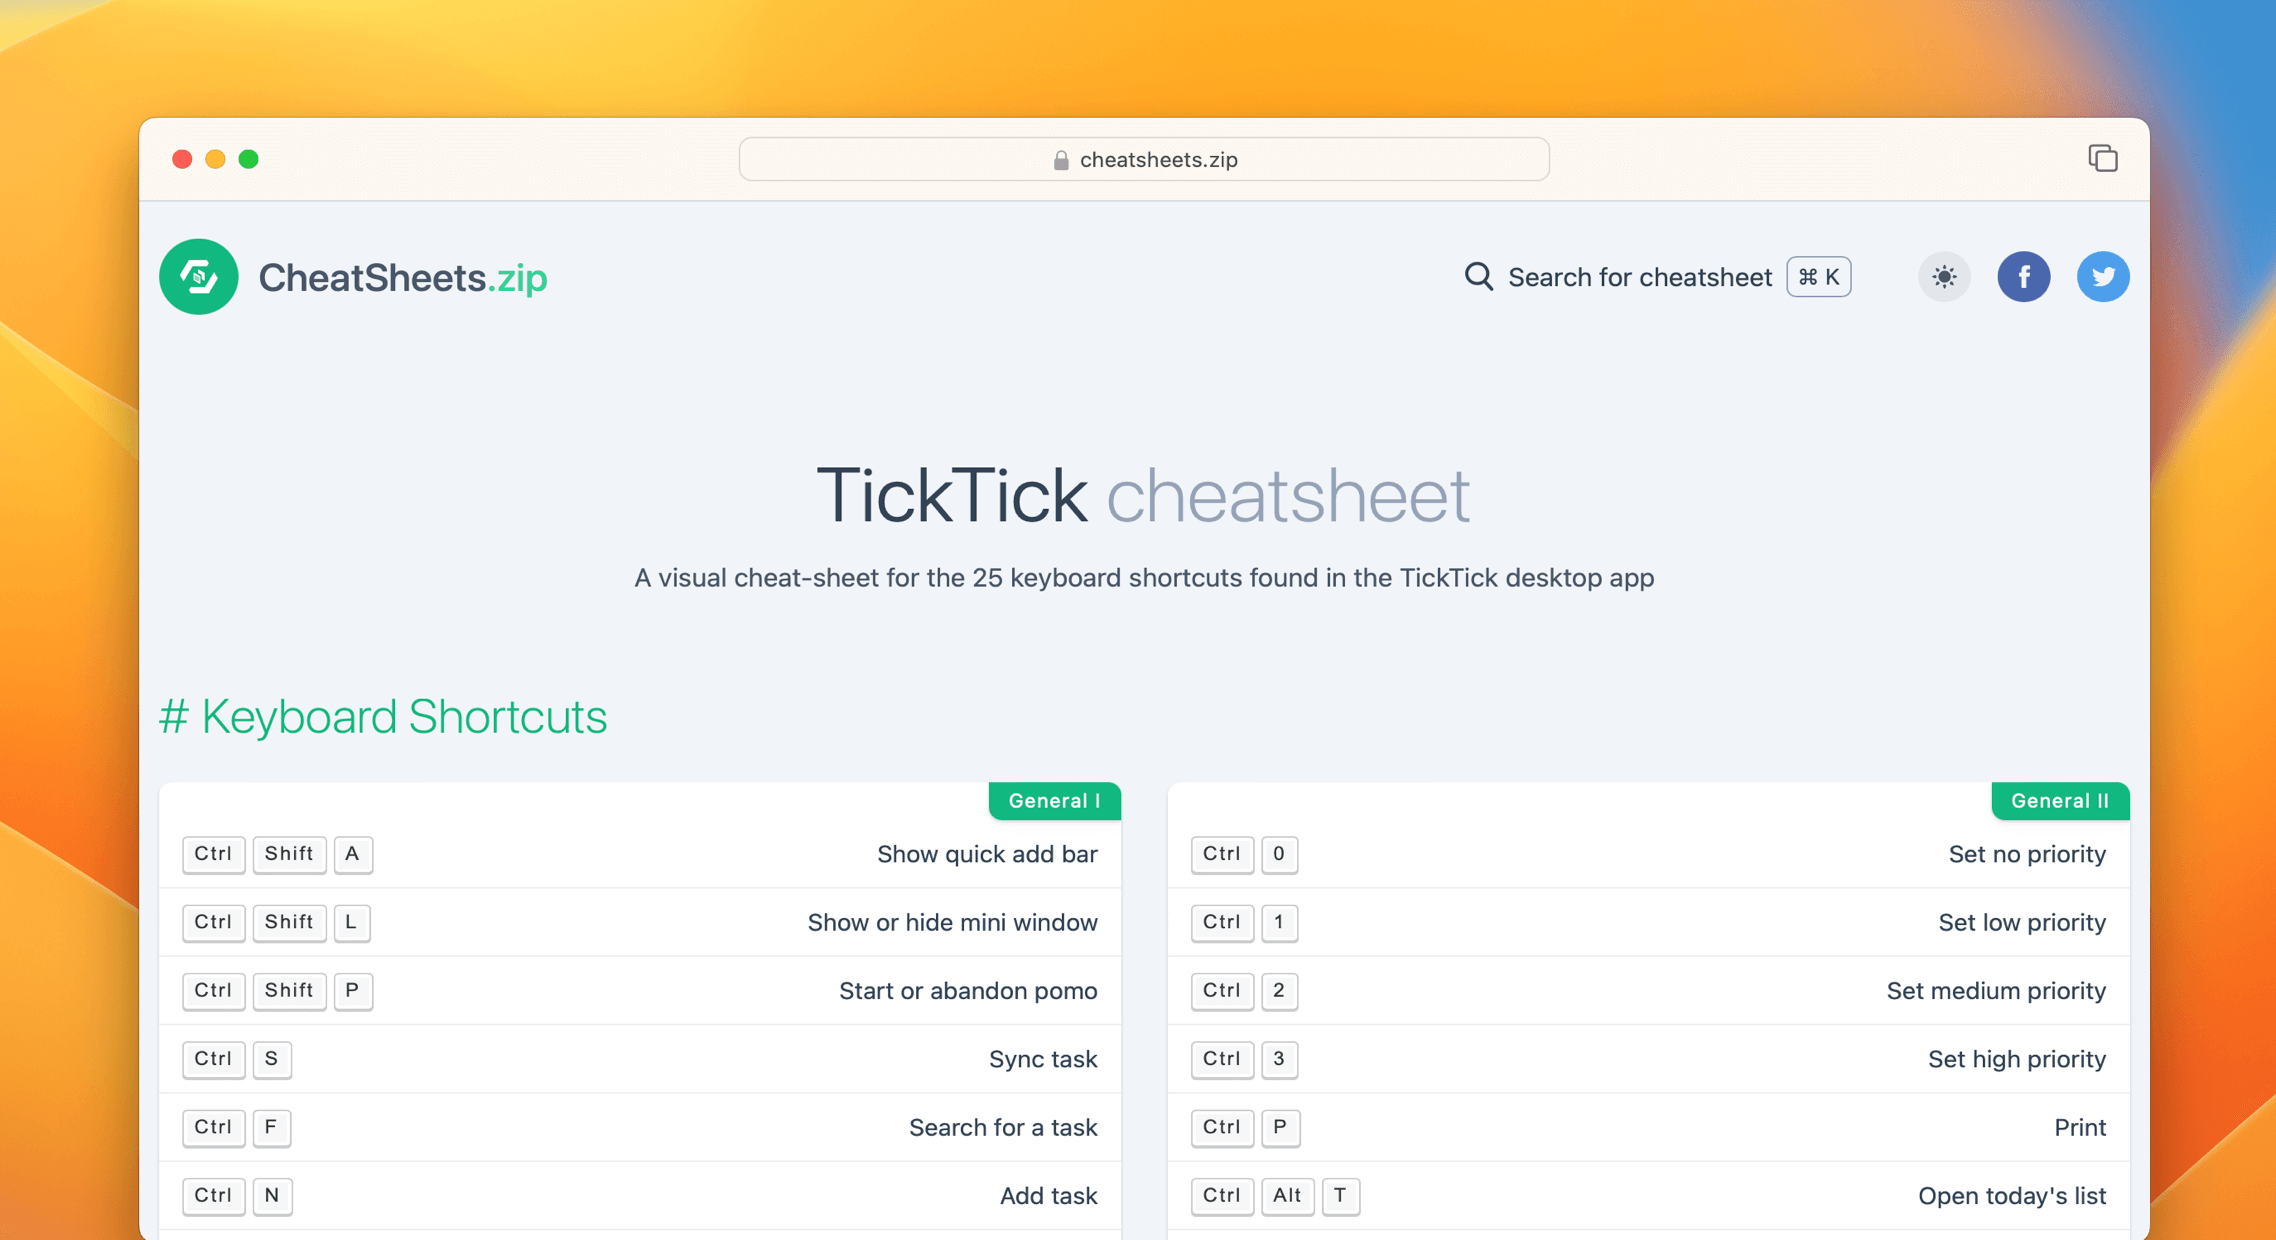 cheatsheets.zip
CheatSheets.zip
Search for cheatsheet ⌘ K
TickTick cheatsheet
A visual cheat-sheet for the 25 keyboard shortcuts found in the TickTick desktop app
# Keyboard Shortcuts
General I
Ctrl Shift A Show quick add bar
Ctrl Shift L Show or hide mini window
Ctrl Shift P Start or abandon pomo
Ctrl S Sync task
Ctrl F Search for a task
Ctrl N Add task
General II
Ctrl 0 Set no priority
Ctrl 1 Set low priority
Ctrl 2 Set medium priority
Ctrl 3 Set high priority
Ctrl P Print
Ctrl Alt T Open today's list